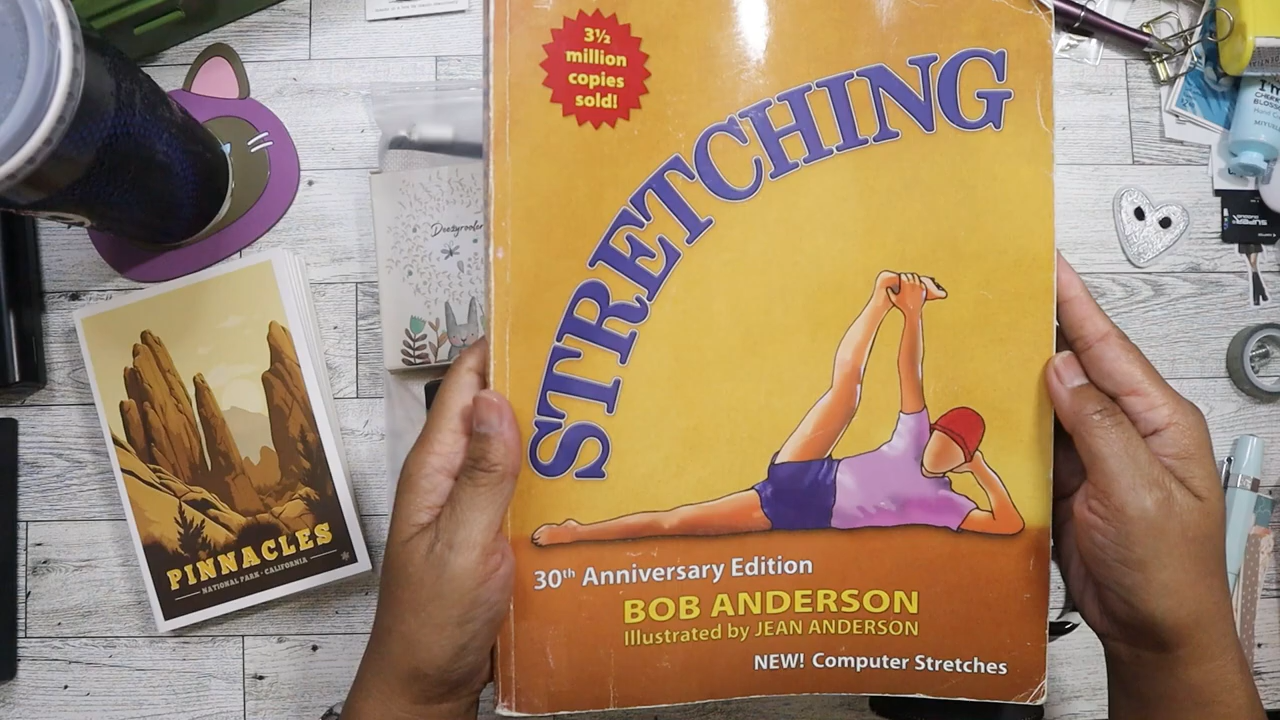 3½
million
copies
sold!
STRETCHING
30th Anniversary Edition
BOB ANDERSON
Illustrated by JEAN ANDERSON
NEW! Computer Stretches
PINNACLES
NATIONAL PARK • CALIFORNIA